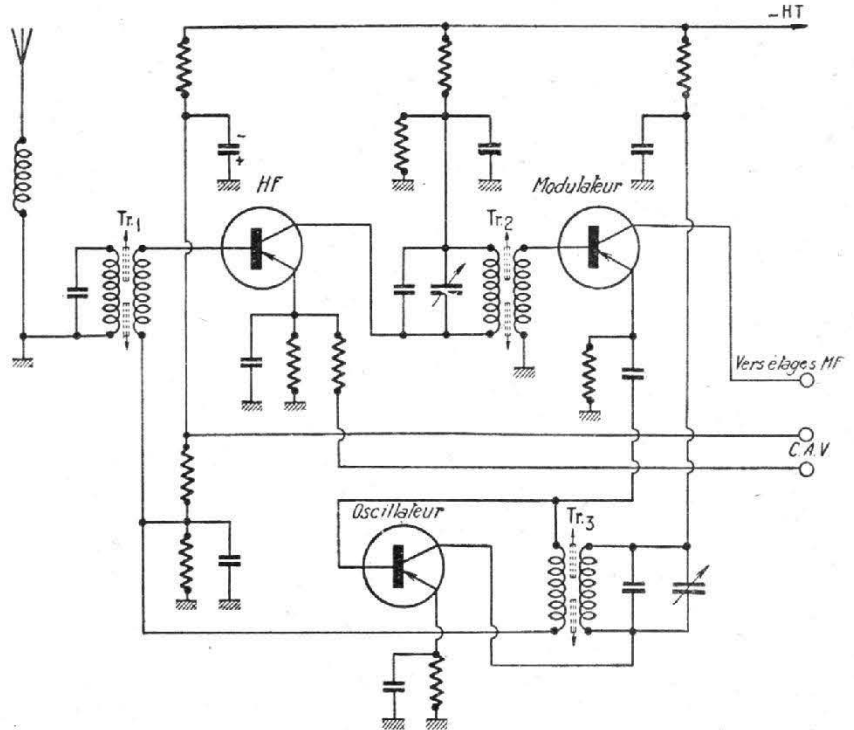 -HT
- 
+
HF
Modulateur
Tr.1
Tr.2
Vers étages MF
C.A.V
Oscillateur
Tr.3